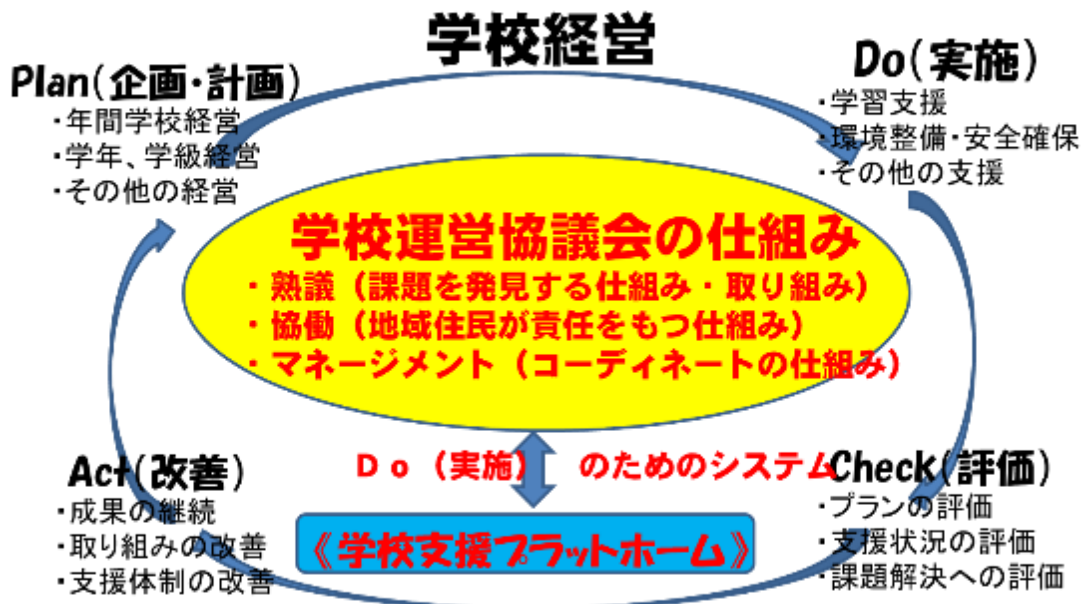 学校経営
Plan(企画・計画)
・年間学校経営
・学年、学級経営
・その他の経営
Do(実施)
・学習支援
・環境整備・安全確保
・その他の支援
学校運営協議会の仕組み
・熟議（課題を発見する仕組み・取り組み）
・協働（地域住民が責任をもつ仕組み）
・マネージメント（コーディネートの仕組み）
Do（実施） のためのシステム
《学校支援プラットホーム》
Act(改善)
・成果の継続
・取り組みの改善
・支援体制の改善
Check(評価)
・プランの評価
・支援状況の評価
・課題解決への評価